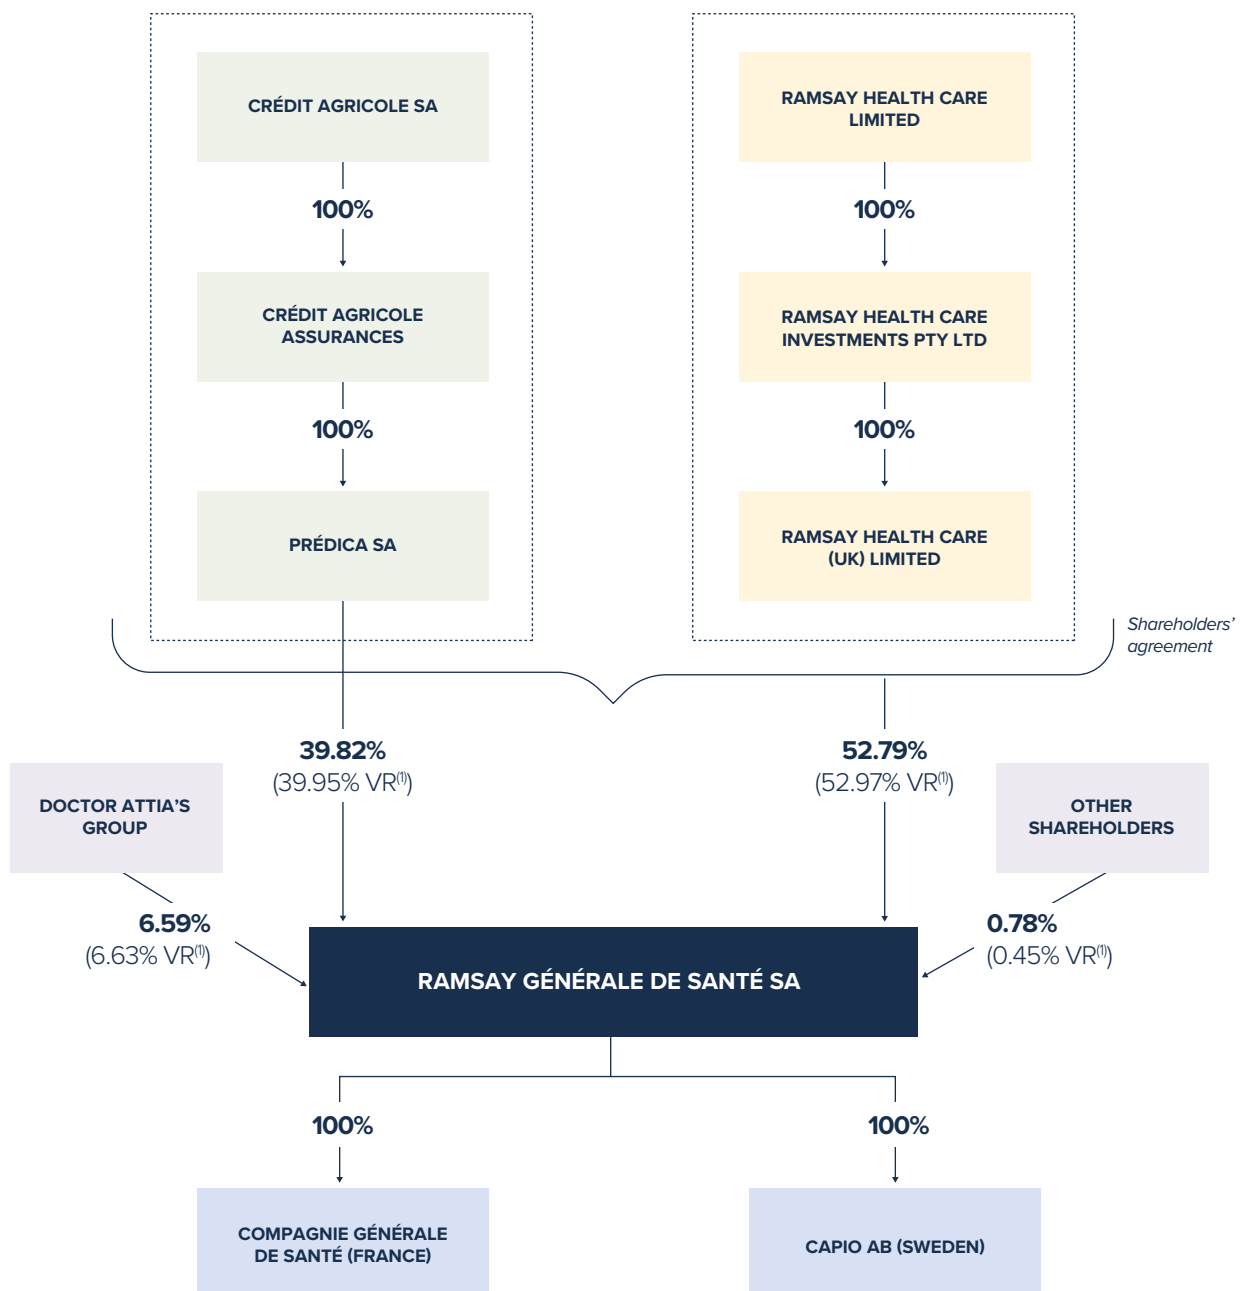 CRÉDIT AGRICOLE SA
RAMSAY HEALTH CARE
LIMITED
100%
100%
CRÉDIT AGRICOLE
ASSURANCES
RAMSAY HEALTH CARE
INVESTMENTS PTY LTD
100%
100%
PRÉDICA SA
RAMSAY HEALTH CARE
(UK) LIMITED
Shareholders’
agreement
39.82%
(39.95% VR(1))
52.79%
(52.97% VR(1))
DOCTOR ATTIA’S
GROUP
OTHER
SHAREHOLDERS
6.59%
(6.63% VR(1))
0.78%
(0.45% VR(1))
RAMSAY GÉNÉRALE DE SANTÉ SA
100%
100%
COMPAGNIE GÉNÉRALE
DE SANTÉ (FRANCE)
CAPIO AB (SWEDEN)